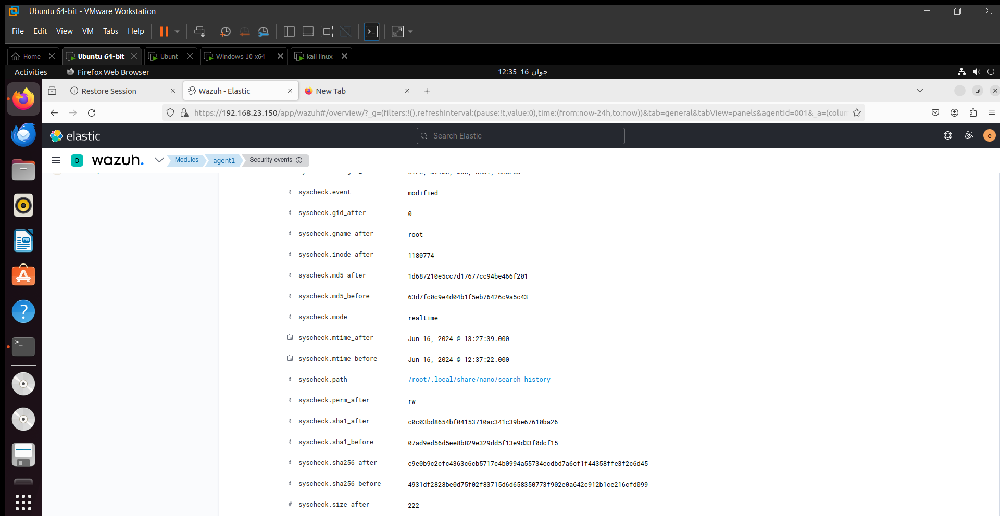 Ubuntu 64-bit - VMware Workstation
File Edit View VM Tabs Help
Home Ubuntu 64-bit Ubunt Windows 10 x64 kali linux
Activities Firefox Web Browser 12:35 16 جوان
Restore Session Wazuh - Elastic New Tab
https://192.168.23.150/app/wazuh#/overview/?_g=(filters:!(),refreshInterval:(pause:!t,value:0),time:(from:now-24h,to:now))&tab=general&tabView=panels&agentId=001&_a=(colum
elastic Search Elastic e
D wazuh. Modules agent1 Security events
size, mtime, md5, sha1, sha256
t syscheck.event modified
t syscheck.gid_after 0
t syscheck.gname_after root
t syscheck.inode_after 1180774
t syscheck.md5_after 1d687210e5cc7d17677cc94be466f201
t syscheck.md5_before 63d7fc0c9e4d04b1f5eb76426c9a5c43
t syscheck.mode realtime
syscheck.mtime_after Jun 16, 2024 @ 13:27:39.000
syscheck.mtime_before Jun 16, 2024 @ 12:37:22.000
t syscheck.path /root/.local/share/nano/search_history
t syscheck.perm_after rw-------
t syscheck.sha1_after c0c03bd8654bf04153710ac341c39be67610ba26
t syscheck.sha1_before 07ad9ed56d5ee8b829e329dd5f13e9d33f0dcf15
t syscheck.sha256_after c9e0b9c2cfc4363c6cb5717c4b0994a55734ccdbd7a6cf1f44358ffe3f2c6d45
t syscheck.sha256_before 4931df2828be0d75f02f83715d6d658350773f902e0a642c912b1ce216cfd099
# syscheck.size_after 222